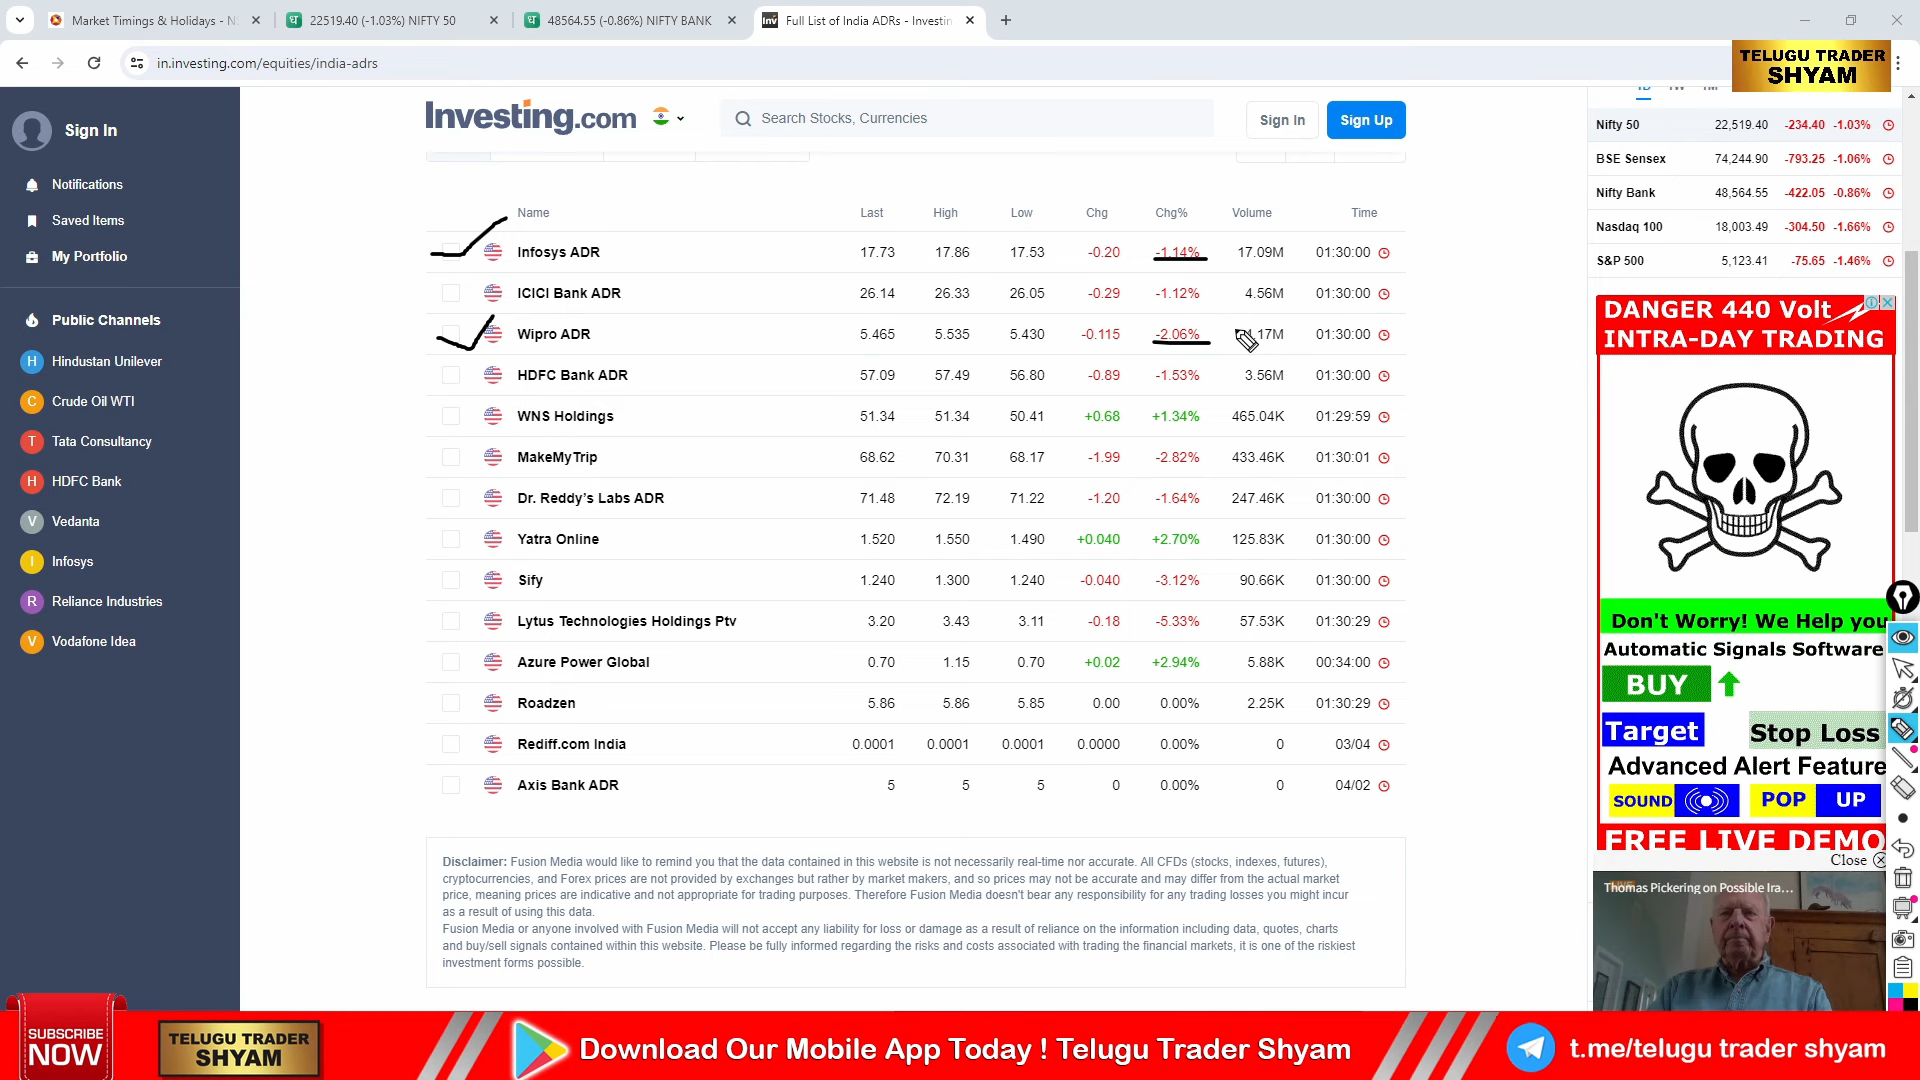 Market Timings & Holidays - N
22519.40 (-1.03%) NIFTY 50
48564.55 (-0.86%) NIFTY BANK
Full List of India ADRs - Investin
in.investing.com/equities/india-adrs
TELUGU TRADER
SHYAM
Sign In
Notifications
Saved Items
My Portfolio
Public Channels
H Hindustan Unilever
C Crude Oil WTI
T Tata Consultancy
H HDFC Bank
V Vedanta
I Infosys
R Reliance Industries
V Vodafone Idea
Investing.com
Search Stocks, Currencies
Sign In
Sign Up
Name Last High Low Chg Chg% Volume Time
Infosys ADR 17.73 17.86 17.53 -0.20 -1.14% 17.09M 01:30:00
ICICI Bank ADR 26.14 26.33 26.05 -0.29 -1.12% 4.56M 01:30:00
Wipro ADR 5.465 5.535 5.430 -0.115 -2.06% 01:30:00
HDFC Bank ADR 57.09 57.49 56.80 -0.89 -1.53% 3.56M 01:30:00
WNS Holdings 51.34 51.34 50.41 +0.68 +1.34% 465.04K 01:29:59
MakeMyTrip 68.62 70.31 68.17 -1.99 -2.82% 433.46K 01:30:01
Dr. Reddy's Labs ADR 71.48 72.19 71.22 -1.20 -1.64% 247.46K 01:30:00
Yatra Online 1.520 1.550 1.490 +0.040 +2.70% 125.83K 01:30:00
Sify 1.240 1.300 1.240 -0.040 -3.12% 90.66K 01:30:00
Lytus Technologies Holdings Ptv 3.20 3.43 3.11 -0.18 -5.33% 57.53K 01:30:29
Azure Power Global 0.70 1.15 0.70 +0.02 +2.94% 5.88K 00:34:00
Roadzen 5.86 5.86 5.85 0.00 0.00% 2.25K 01:30:29
Rediff.com India 0.0001 0.0001 0.0001 0.0000 0.00% 0 03/04
Axis Bank ADR 5 5 5 0 0.00% 0 04/02
Disclaimer: Fusion Media would like to remind you that the data contained in this website is not necessarily real-time nor accurate. All CFDs (stocks, indexes, futures),
cryptocurrencies, and Forex prices are not provided by exchanges but rather by market makers, and so prices may not be accurate and may differ from the actual market
price, meaning prices are indicative and not appropriate for trading purposes. Therefore Fusion Media doesn't bear any responsibility for any trading losses you might incur
as a result of using this data.
Fusion Media or anyone involved with Fusion Media will not accept any liability for loss or damage as a result of reliance on the information including data, quotes, charts
and buy/sell signals contained within this website. Please be fully informed regarding the risks and costs associated with trading the financial markets, it is one of the riskiest
investment forms possible.
Nifty 50 22,519.40 -234.40 -1.03%
BSE Sensex 74,244.90 -793.25 -1.06%
Nifty Bank 48,564.55 -422.05 -0.86%
Nasdaq 100 18,003.49 -304.50 -1.66%
S&P 500 5,123.41 -75.65 -1.46%
DANGER 440 Volt
INTRA-DAY TRADING
Don't Worry! We Help you
Automatic Signals Software
BUY
Target Stop Loss
Advanced Alert Feature
SOUND POP UP
FREE LIVE DEMO
Close
Thomas Pickering on Possible Ira...
SUBSCRIBE
NOW
TELUGU TRADER
SHYAM
Download Our Mobile App Today ! Telugu Trader Shyam
t.me/telugu trader shyam